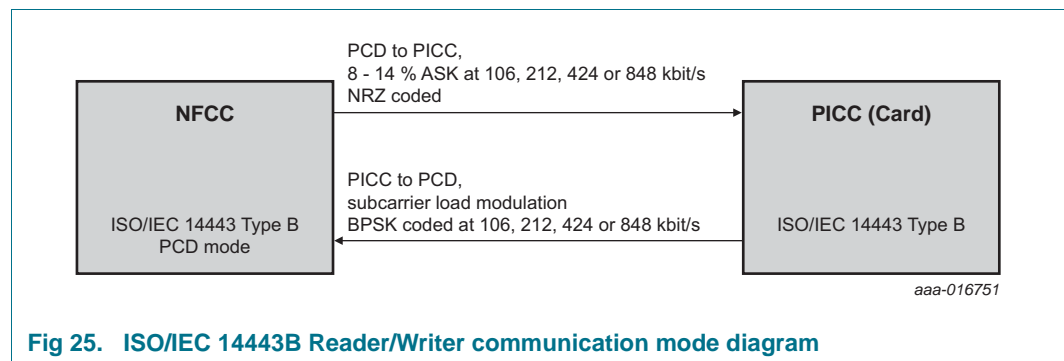 PCD to PICC,
8 - 14 % ASK at 106, 212, 424 or 848 kbit/s
NRZ coded
NFCC
PICC (Card)
PICC to PCD,
subcarrier load modulation
BPSK coded at 106, 212, 424 or 848 kbit/s
ISO/IEC 14443 Type B
PCD mode
ISO/IEC 14443 Type B
aaa-016751
Fig 25. ISO/IEC 14443B Reader/Writer communication mode diagram